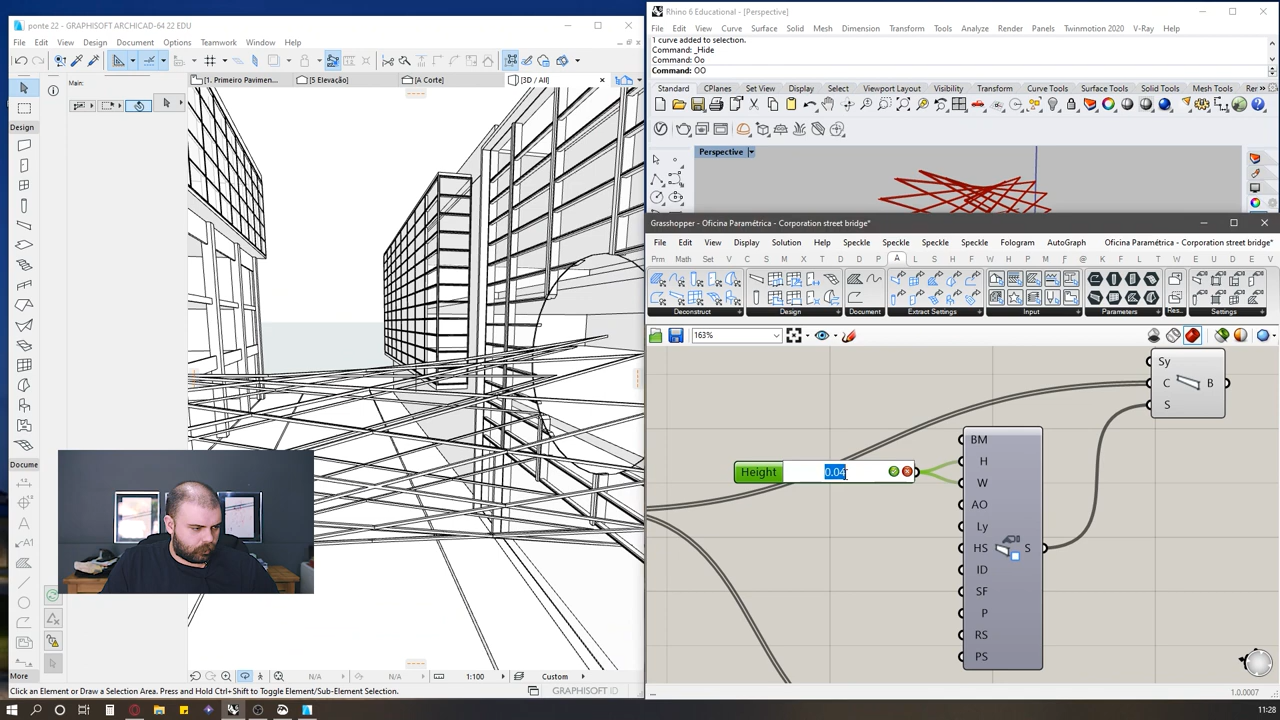 ponte 22 - GRAPHISOFT ARCHICAD-64 22 EDU
File Edit View Design Document Options Teamwork Window Help
Main:
[1. Primeiro Pavimen... [5 Elevação] [A Corte] [3D / All]
Design
Docume
More
N/A N/A 1:100 Custom
Click an Element or Draw a Selection Area. Press and Hold Ctrl+Shift to Toggle Element/Sub-Element Selection.
GRAPHISOFT ID
Rhino 6 Educational - [Perspective]
File Edit View Curve Surface Solid Mesh Dimension Transform Tools
Analyze Render Panels Twinmotion 2020 V-Ray Help
1 curve added to selection.
Command: _Hide
Command: Oo
Command: OO
Standard CPlanes Set View Display Select Viewport Layout Visibility Transform Curve Tools Surface Tools Solid Tools Mesh Tools Re
Perspective
Grasshopper - Oficina Paramétrica - Corporation street bridge*
File Edit View Display Solution Help Speckle Speckle Speckle Speckle Fologram AutoGraph Oficina Paramétrica - Corporation street bridge*
Prm Math
Deconstruct Design Document Extract Settings Input Parameters Res... Settings
163%
Sy
C B
S
Height 0.04
BM
H
W
AO
Ly
HS S
ID
SF
P
RS
PS
1.0.0007
11:28